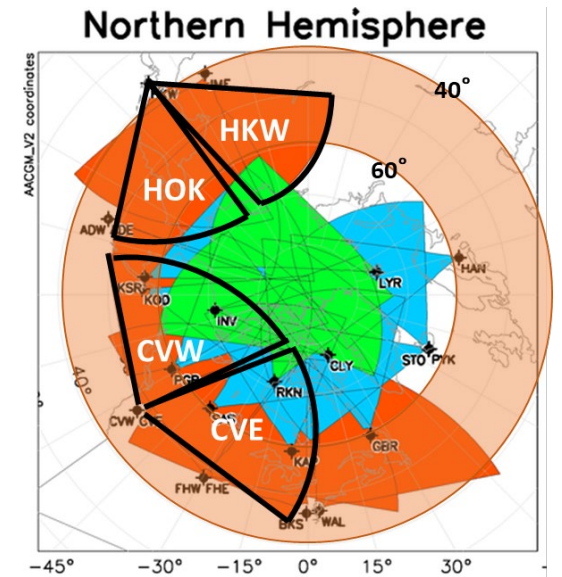 Northern Hemisphere
AACGM_V2 coordinates
40°
HKW
60°
HOK
ADW
DE
HAN
LYR
KSR
KOD
INV
CVW
STO
PYK
CLY
PGR
40°
RKN
CVW
CVE
CVE
KAP
GBR
FHW
FHE
BKS
WAL
-45°
-30°
-15°
0°
15°
30°